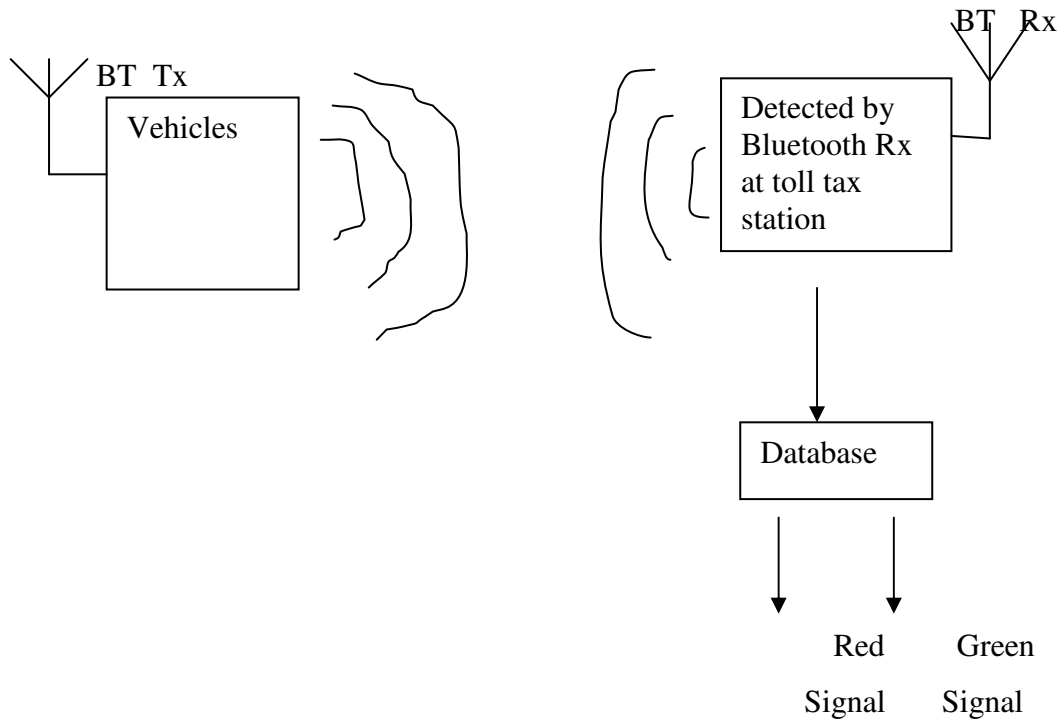 BT Tx
Vehicles
BT Rx
Detected by
Bluetooth Rx
at toll tax
station
Database
Red Green
Signal Signal